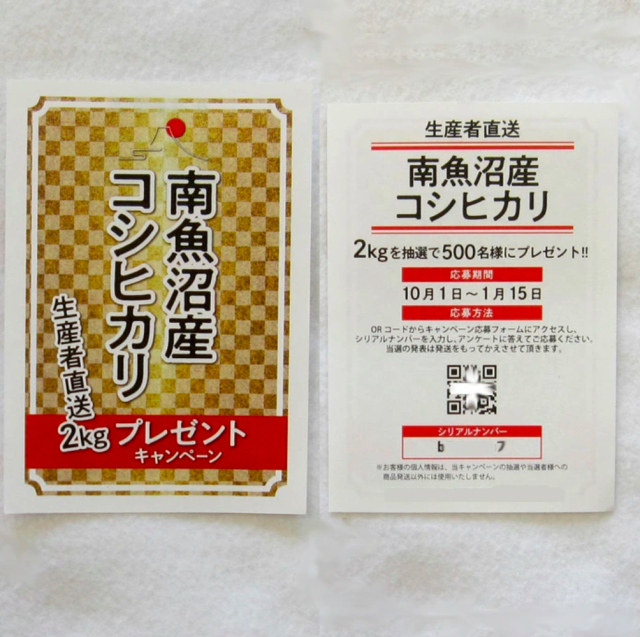 南魚沼産
コシヒカリ
生産者直送
2kg プレゼント
キャンペーン
生産者直送
南魚沼産
コシヒカリ
2kgを抽選で500名様にプレゼント!!
応募期間
10月1日〜1月15日
応募方法
QRコードからキャンペーン応募フォームにアクセスし、
シリアルナンバーを入力し、アンケートに答えてご応募ください。
当選の発表は発送をもってかえさせて頂きます。
シリアルナンバー
b 7
※お客様の個人情報は、当キャンペーンの抽選や当選者様への
商品発送以外には使用いたしません。